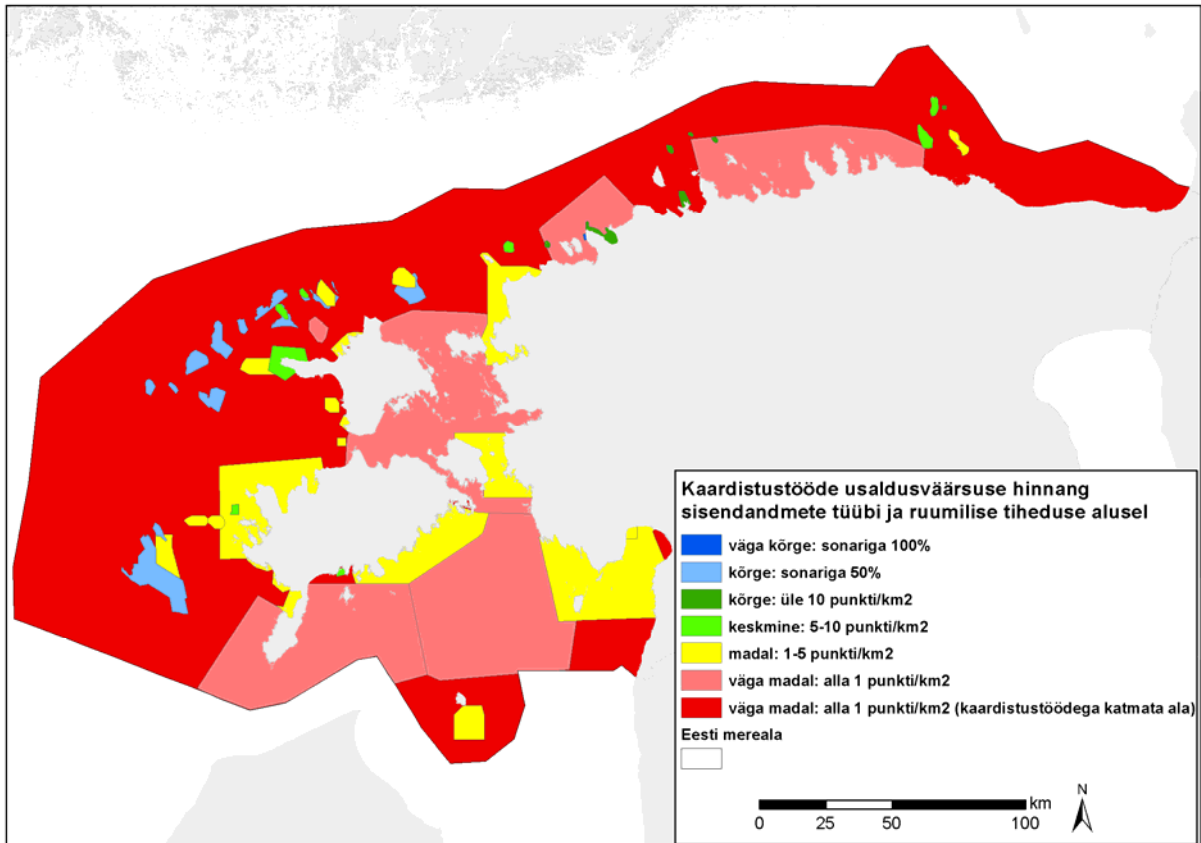 Kaardistustööde usaldusväärsuse hinnang
sisendandmete tüübi ja ruumilise tiheduse alusel
väga kõrge: sonariga 100%
kõrge: sonariga 50%
kõrge: üle 10 punkti/km2
keskmine: 5-10 punkti/km2
madal: 1-5 punkti/km2
väga madal: alla 1 punkti/km2
väga madal: alla 1 punkti/km2 (kaardistustöödega katmata ala)
Eesti mereala
km
N
0 25 50 100